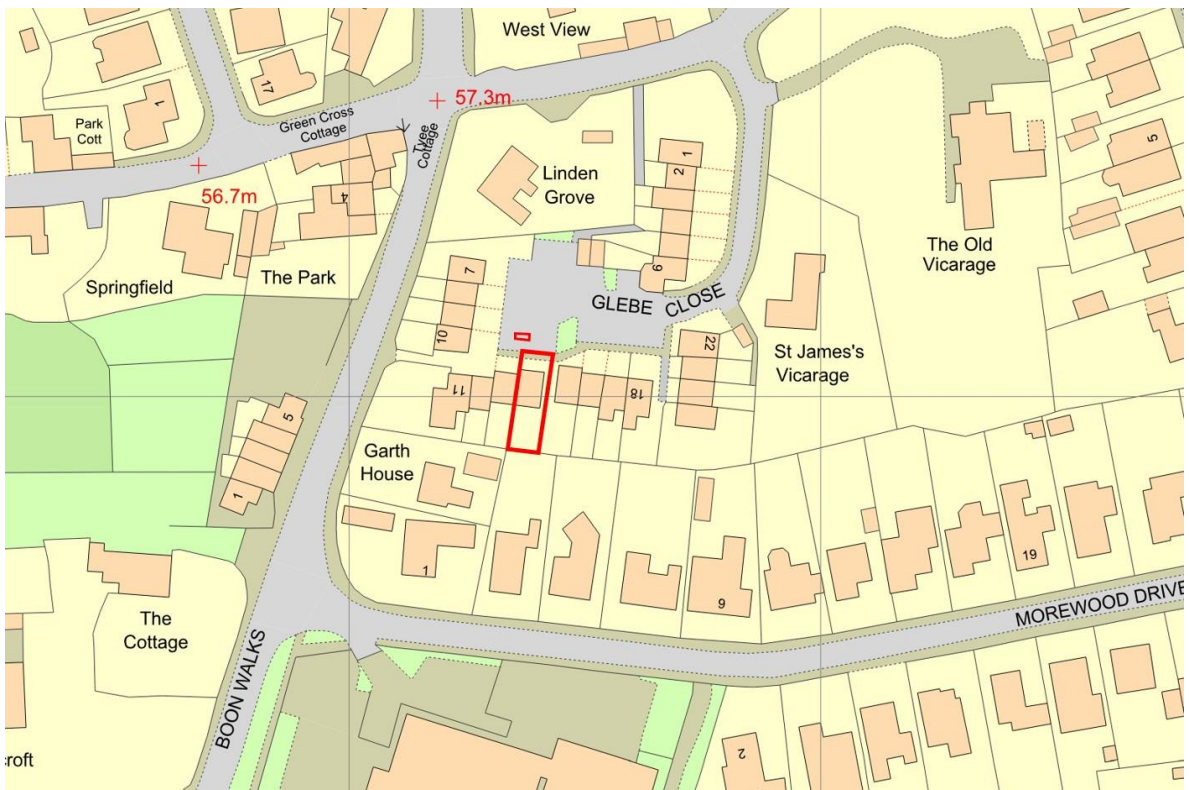 West View
17
1
Park
Cott
Green Cross
Cottage
57.3m
Tyee
Cottage
56.7m
4
Linden
Grove
1
2
5
The Old
Vicarage
Springfield
The Park
7
6
GLEBE CLOSE
10
22
St James's
Vicarage
11
18
5
1
Garth
House
1
9
19
The
Cottage
MOREWOOD DRIVE
BOON WALKS
2
croft